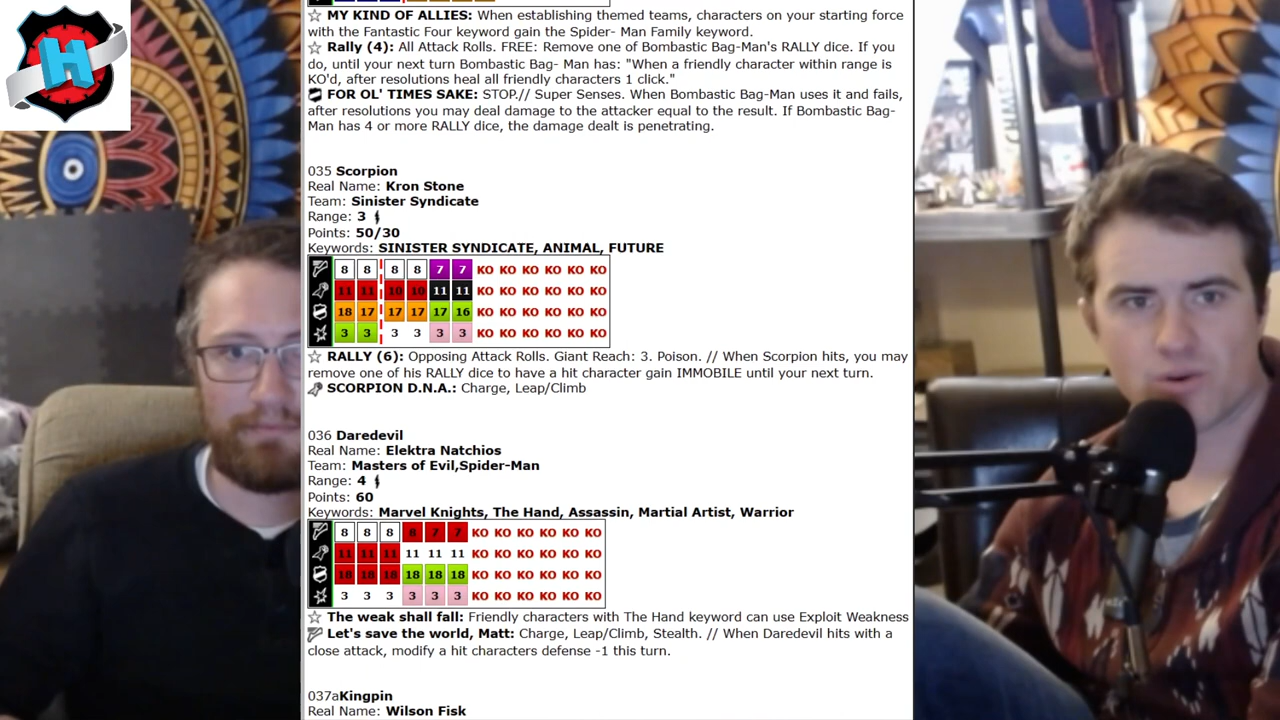 H
☆ MY KIND OF ALLIES: When establishing themed teams, characters on your starting force
with the Fantastic Four keyword gain the Spider- Man Family keyword.
☆ Rally (4): All Attack Rolls. FREE: Remove one of Bombastic Bag-Man's RALLY dice. If you
do, until your next turn Bombastic Bag- Man has: "When a friendly character within range is
KO'd, after resolutions heal all friendly characters 1 click."
FOR OL' TIMES SAKE: STOP.// Super Senses. When Bombastic Bag-Man uses it and fails,
after resolutions you may deal damage to the attacker equal to the result. If Bombastic Bag-
Man has 4 or more RALLY dice, the damage dealt is penetrating.
035 Scorpion
Real Name: Kron Stone
Team: Sinister Syndicate
Range: 3
Points: 50/30
Keywords: SINISTER SYNDICATE, ANIMAL, FUTURE
8 8 8 8 7 7 KO KO KO KO KO KO
11 11 10 10 11 11 KO KO KO KO KO KO
18 17 17 17 17 16 KO KO KO KO KO KO
3 3 3 3 3 3 KO KO KO KO KO KO
☆ RALLY (6): Opposing Attack Rolls. Giant Reach: 3. Poison. // When Scorpion hits, you may
remove one of his RALLY dice to have a hit character gain IMMOBILE until your next turn.
SCORPION D.N.A.: Charge, Leap/Climb
036 Daredevil
Real Name: Elektra Natchios
Team: Masters of Evil,Spider-Man
Range: 4
Points: 60
Keywords: Marvel Knights, The Hand, Assassin, Martial Artist, Warrior
8 8 8 8 7 7 KO KO KO KO KO KO
11 11 11 11 11 11 KO KO KO KO KO KO
18 18 18 18 18 18 KO KO KO KO KO KO
3 3 3 3 3 3 KO KO KO KO KO KO
☆ The weak shall fall: Friendly characters with The Hand keyword can use Exploit Weakness
Let's save the world, Matt: Charge, Leap/Climb, Stealth. // When Daredevil hits with a
close attack, modify a hit characters defense -1 this turn.
037aKingpin
Real Name: Wilson Fisk